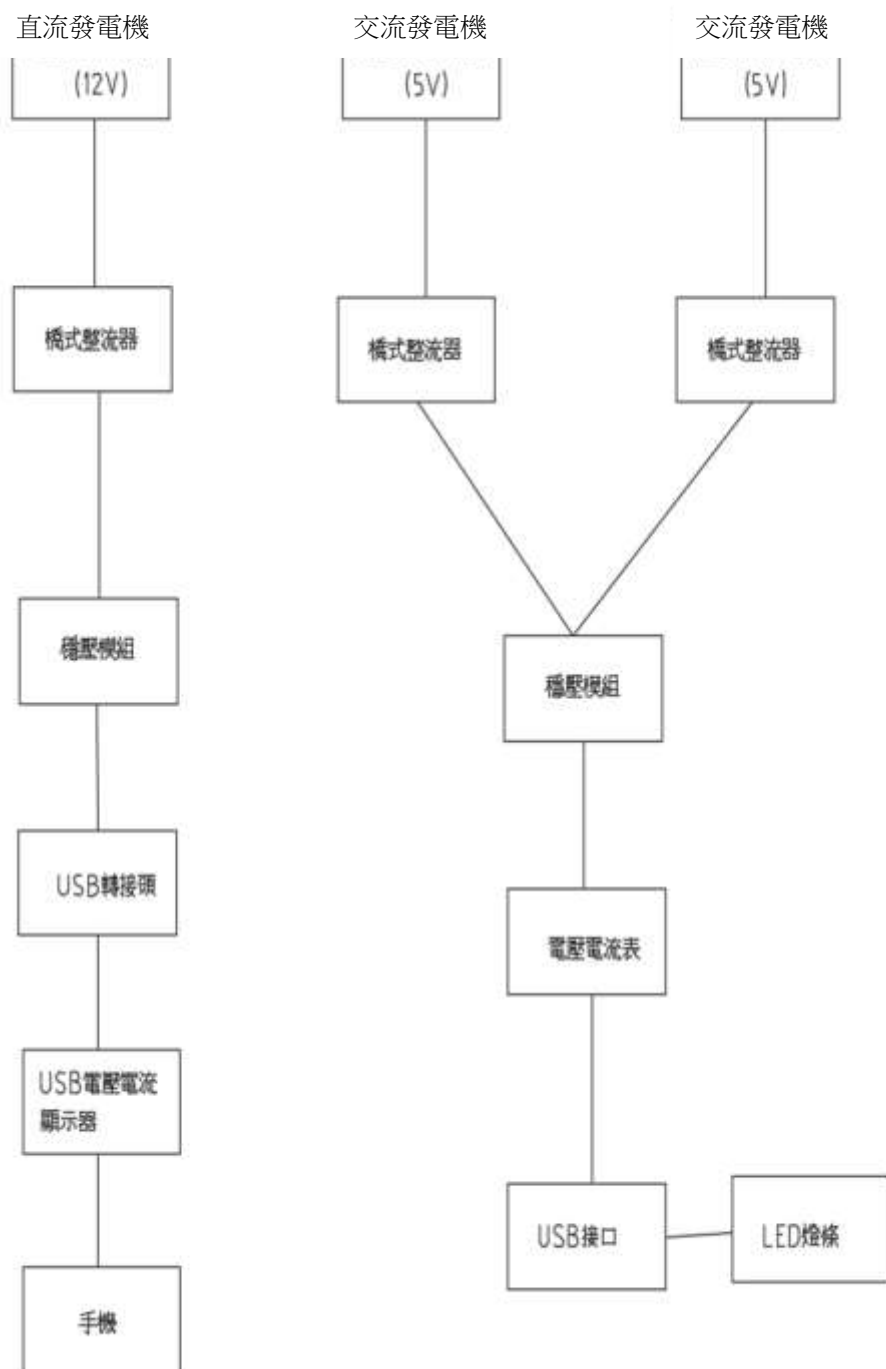 直流發電機
交流發電機
交流發電機
(12V)
(5V)
(5V)
橋式整流器
橋式整流器
橋式整流器
穩壓模組
穩壓模組
USB轉接頭
電壓電流表
USB電壓電流
顯示器
USB接口
LED燈條
手機